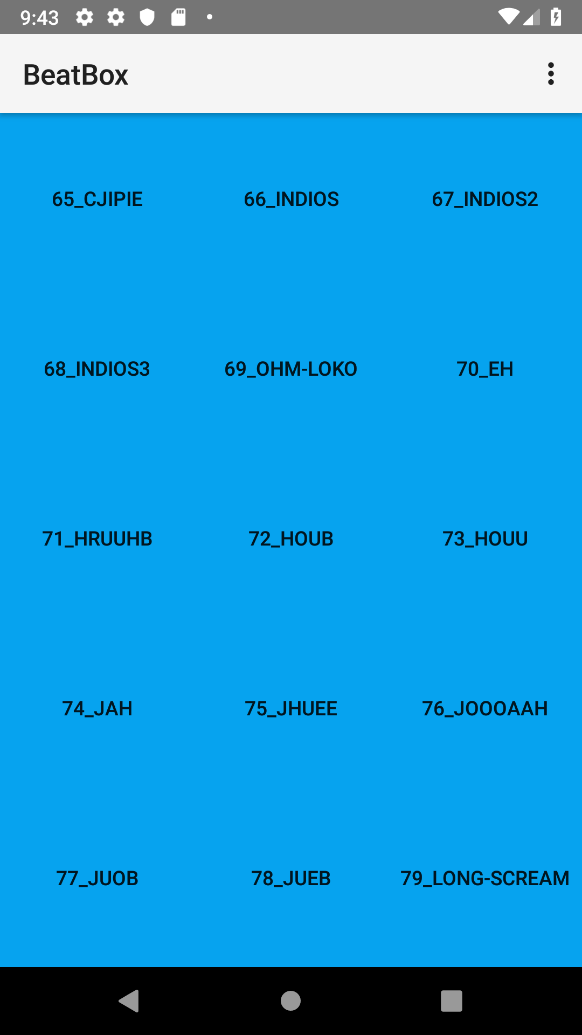 9:43
BeatBox
65_CJIPIE 66_INDIOS 67_INDIOS2
68_INDIOS3 69_OHM-LOKO 70_EH
71_HRUUHB 72_HOUB 73_HOUU
74_JAH 75_JHUEE 76_JOOOAAH
77_JUOB 78_JUEB 79_LONG-SCREAM